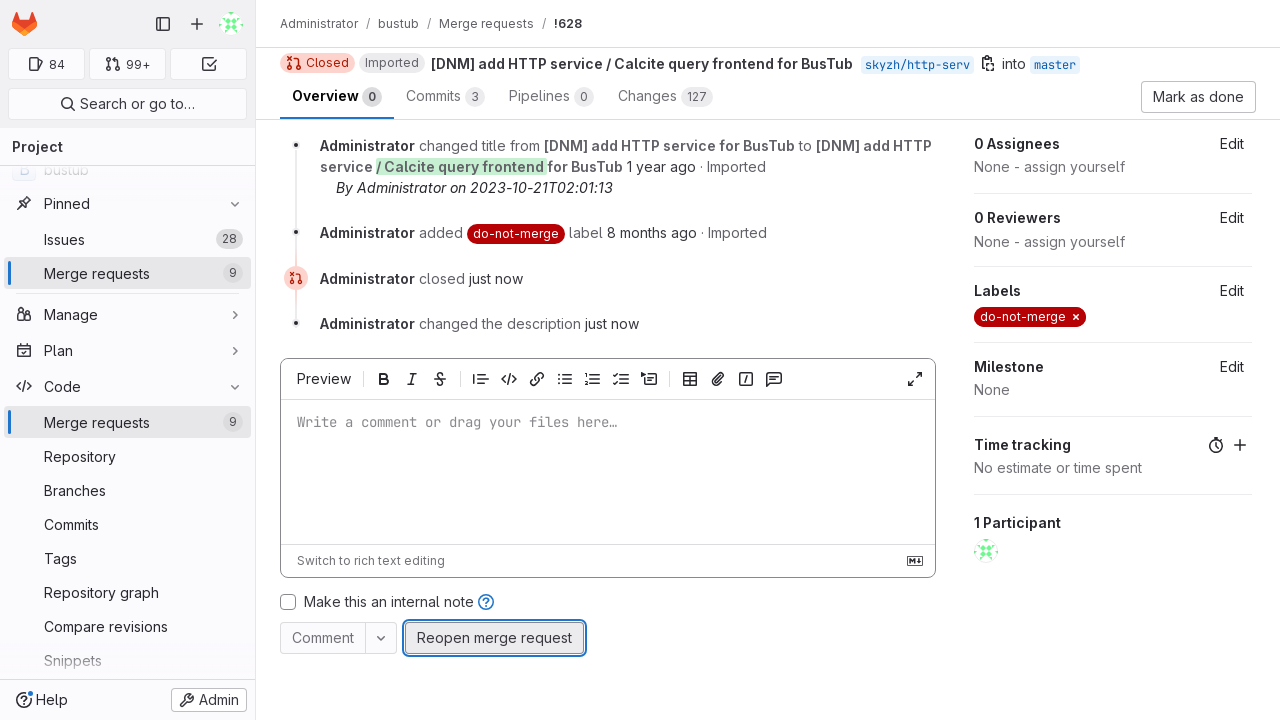 Administrator / bustub / Merge requests / !628
84
99+
Search or go to…
Project
B bustub
Pinned
Issues 28
Merge requests 9
Manage
Plan
Code
Merge requests 9
Repository
Branches
Commits
Tags
Repository graph
Compare revisions
Snippets
Help
Admin
Closed Imported [DNM] add HTTP service / Calcite query frontend for BusTub skyzh/http-serv into master
Overview 0 Commits 3 Pipelines 0 Changes 127
Mark as done
Administrator changed title from [DNM] add HTTP service for BusTub to [DNM] add HTTP
service / Calcite query frontend for BusTub 1 year ago · Imported
By Administrator on 2023-10-21T02:01:13
Administrator added do-not-merge label 8 months ago · Imported
Administrator closed just now
Administrator changed the description just now
Preview
Write a comment or drag your files here…
Switch to rich text editing
Make this an internal note
Comment
Reopen merge request
0 Assignees Edit
None - assign yourself
0 Reviewers Edit
None - assign yourself
Labels Edit
do-not-merge ×
Milestone Edit
None
Time tracking
No estimate or time spent
1 Participant